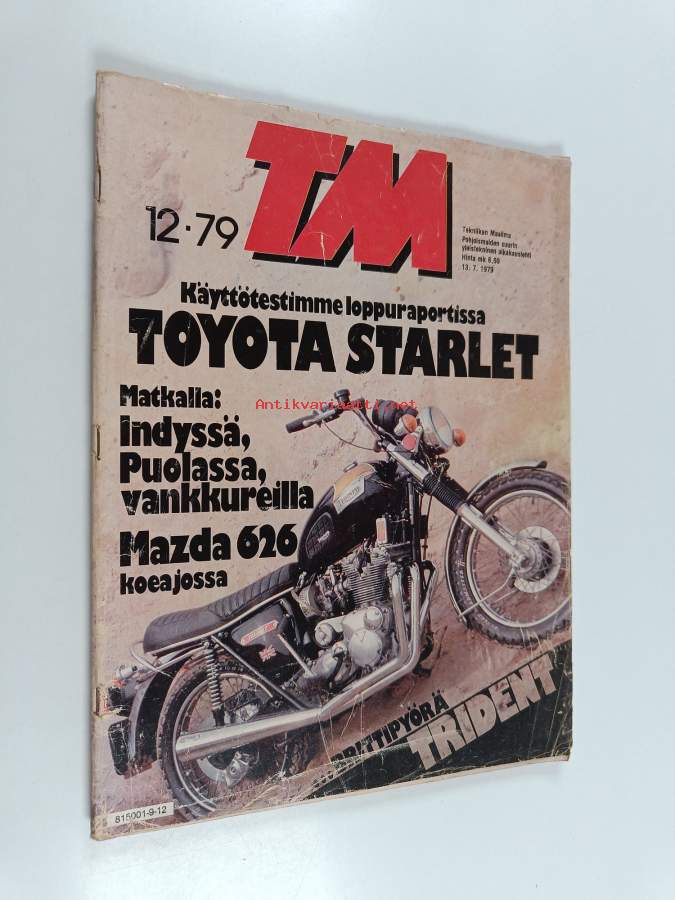 TM
12·79
Tekniikan Maailma
Pohjoismaiden suurin
yleistekninen aikakauslehti
Hinta mk 6,50
13. 7. 1979
Käyttötestimme loppuraportissa
TOYOTA STARLET
Matkalla:
Indyssä,
Puolassa,
vankkureilla
Mazda 626
koeajossa
Antikvariaatti.net
TRIDENT
815001-9-12